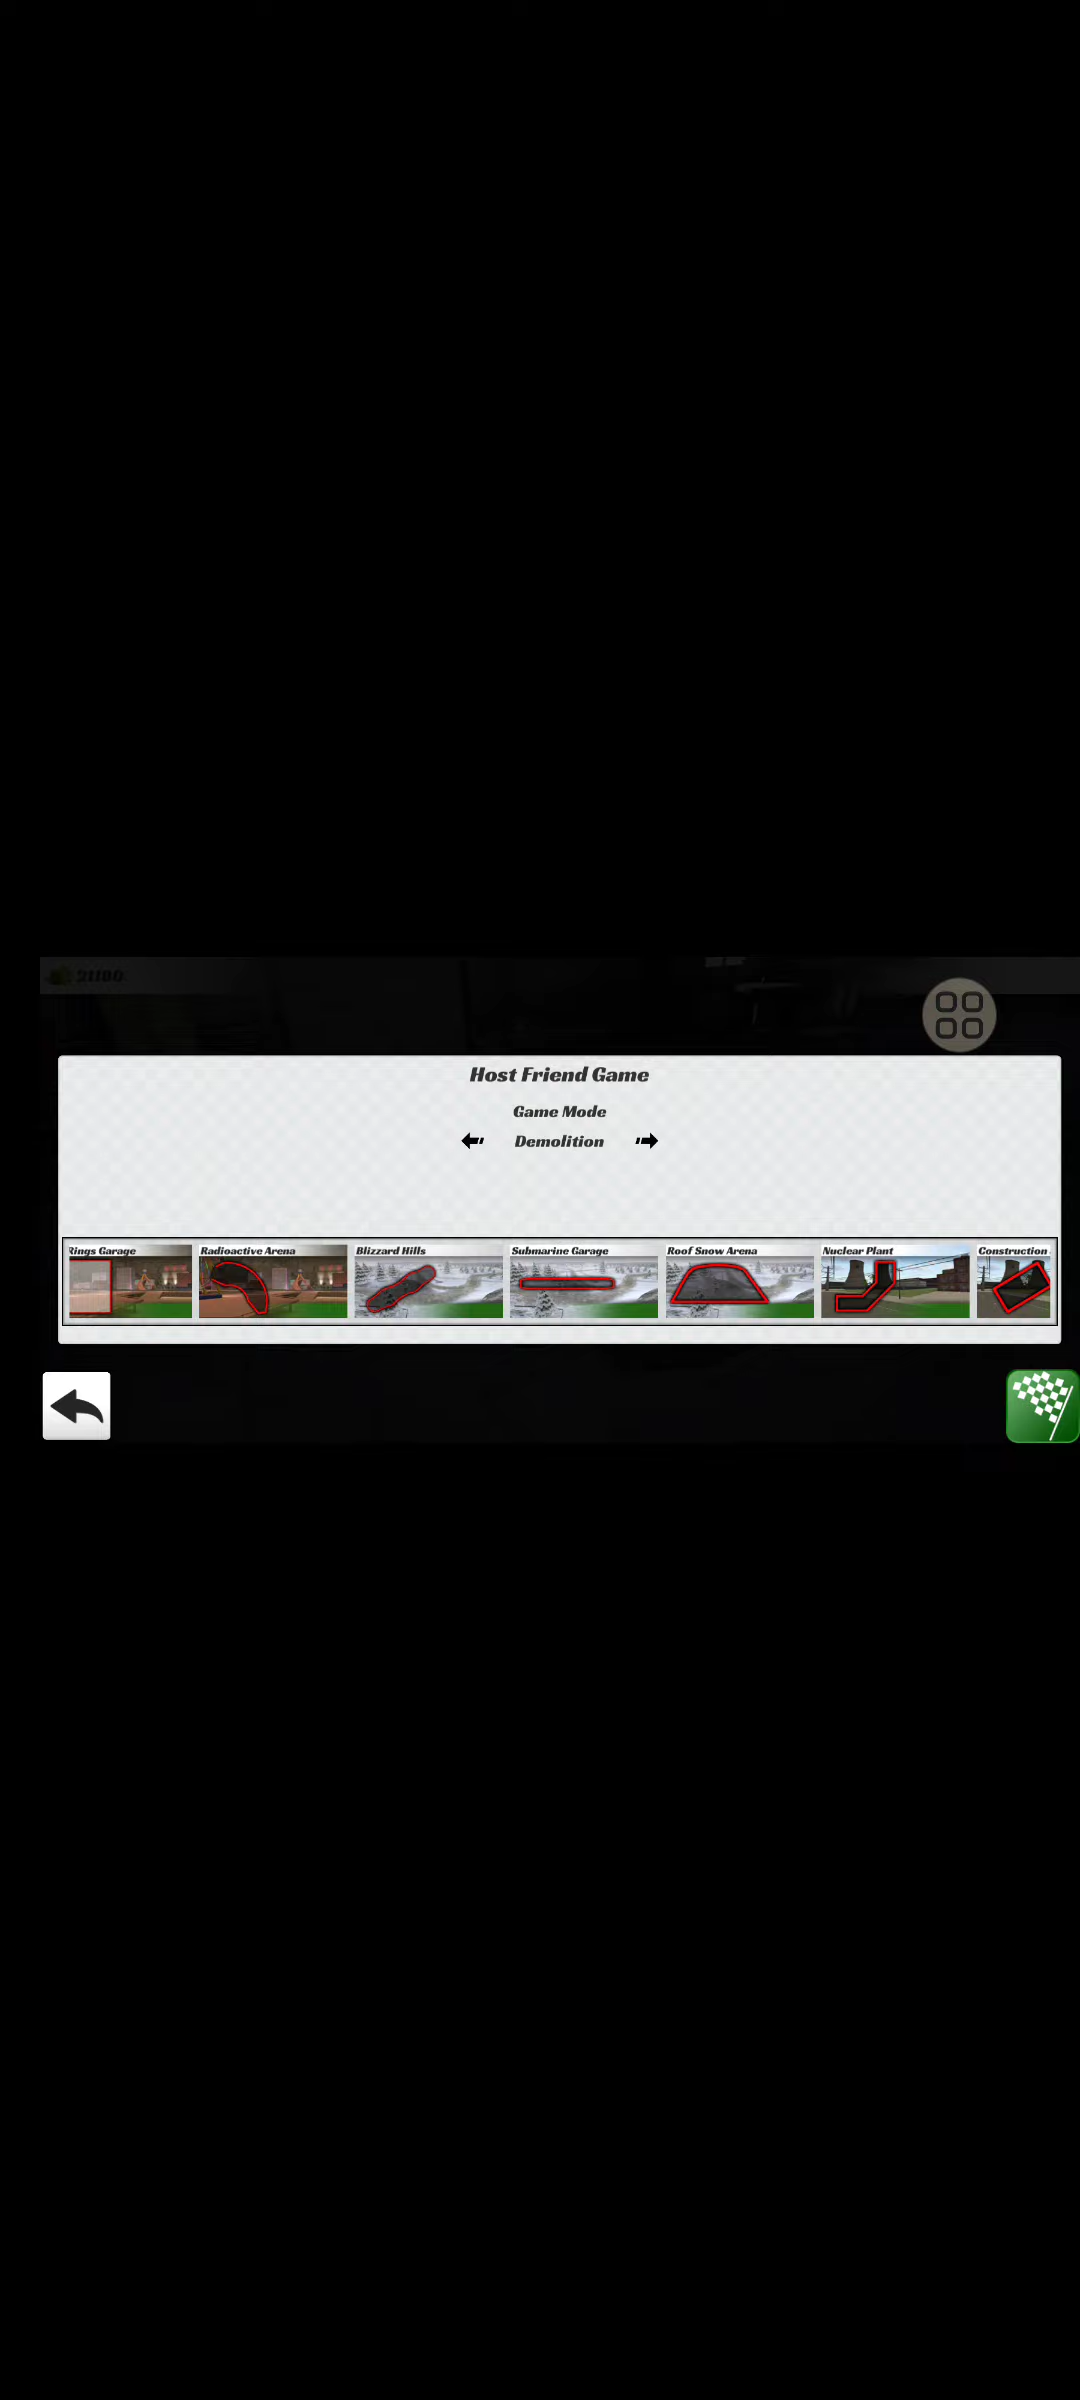 21180
Host Friend Game
Game Mode
Demolition
Rings Garage
Radioactive Arena
Blizzard Hills
Submarine Garage
Roof Snow Arena
Nuclear Plant
Construction